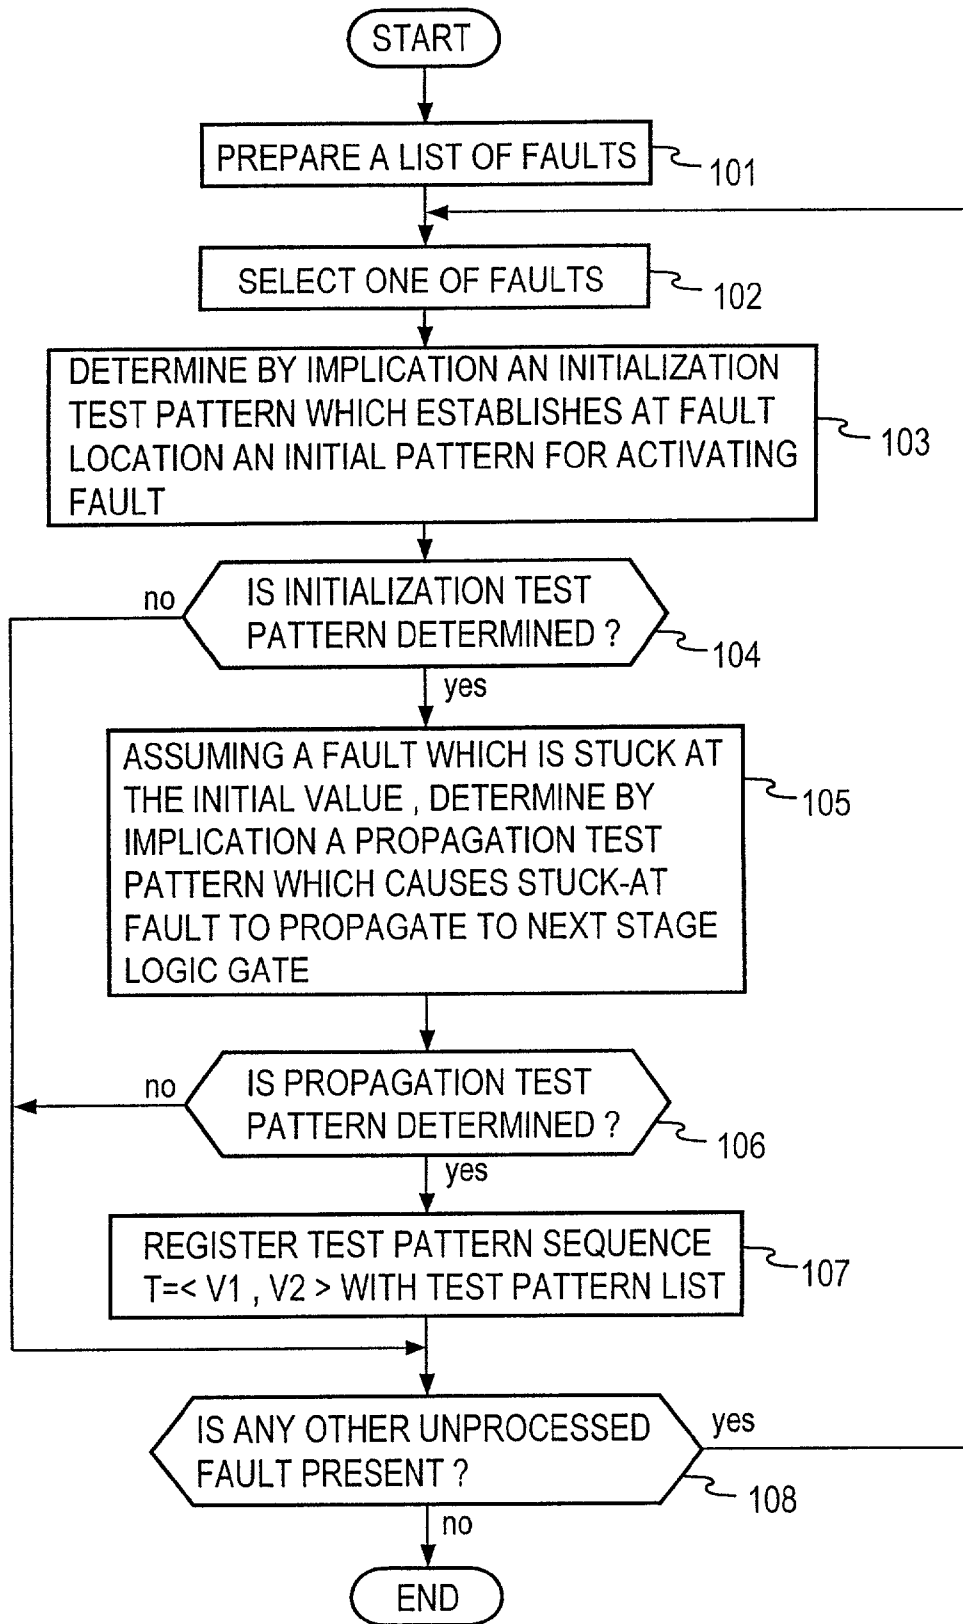 START
PREPARE A LIST OF FAULTS
101
SELECT ONE OF FAULTS
102
DETERMINE BY IMPLICATION AN INITIALIZATION
TEST PATTERN WHICH ESTABLISHES AT FAULT
LOCATION AN INITIAL PATTERN FOR ACTIVATING
FAULT
103
no
IS INITIALIZATION TEST
PATTERN DETERMINED ?
104
yes
ASSUMING A FAULT WHICH IS STUCK AT
THE INITIAL VALUE , DETERMINE BY
IMPLICATION A PROPAGATION TEST
PATTERN WHICH CAUSES STUCK-AT
FAULT TO PROPAGATE TO NEXT STAGE
LOGIC GATE
105
no
IS PROPAGATION TEST
PATTERN DETERMINED ?
106
yes
REGISTER TEST PATTERN SEQUENCE
T=< V1 , V2 > WITH TEST PATTERN LIST
107
IS ANY OTHER UNPROCESSED
FAULT PRESENT ?
yes
108
no
END